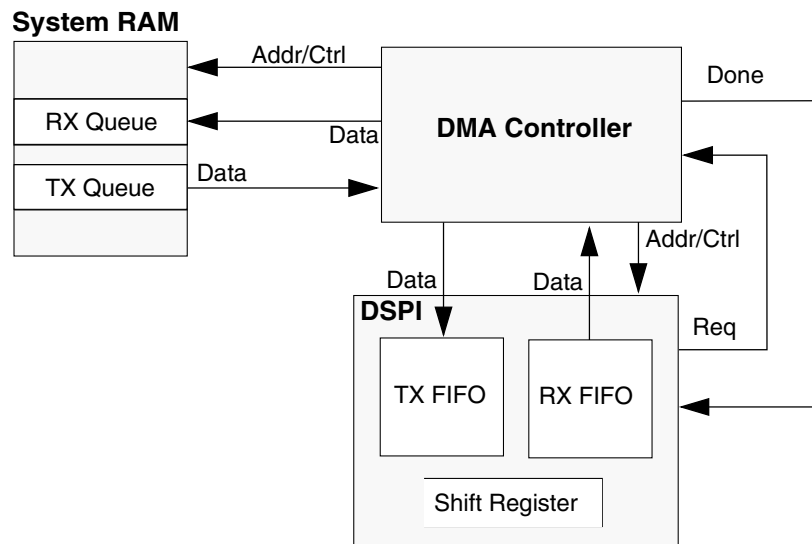 System RAM
Addr/Ctrl
Done
RX Queue
Data
DMA Controller
TX Queue
Data
Addr/Ctrl
Data
Data
DSPI
Req
TX FIFO
RX FIFO
Shift Register